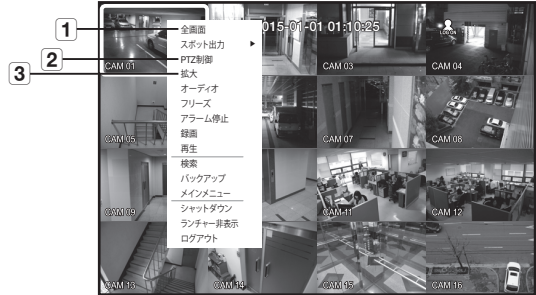 1
2
3
全画面
スポット出力
PTZ制御
拡大
オーディオ
フリーズ
アラーム停止
録画
再生
検索
バックアップ
メインメニュー
シャットダウン
ランチャー非表示
ログアウト
015-01-01 01:10:25
LOG ON
CAM 01
CAM 03
CAM 04
CAM 05
CAM 07
CAM 08
CAM 09
CAM 11
CAM 12
CAM 13
CAM 14
CAM 15
CAM 16